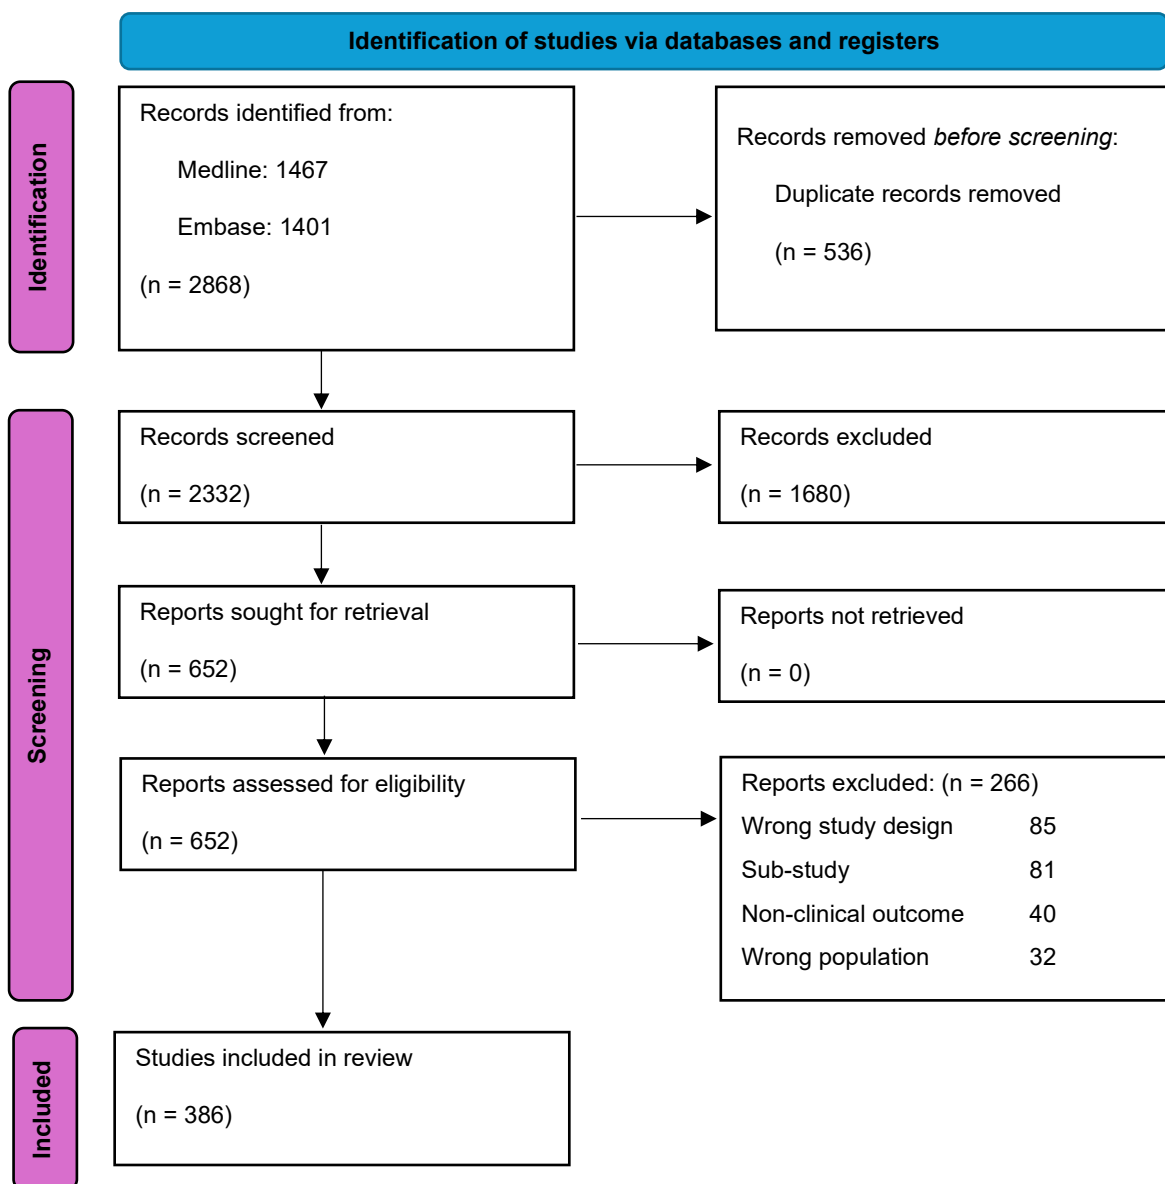 Identification of studies via databases and registers
Identification
Records identified from:
Medline: 1467
Embase: 1401
(n = 2868)
Records removed before screening:
Duplicate records removed
(n = 536)
Screening
Records screened
(n = 2332)
Records excluded
(n = 1680)
Reports sought for retrieval
(n = 652)
Reports not retrieved
(n = 0)
Reports assessed for eligibility
(n = 652)
Reports excluded: (n = 266)
Wrong study design 85
Sub-study 81
Non-clinical outcome 40
Wrong population 32
Included
Studies included in review
(n = 386)